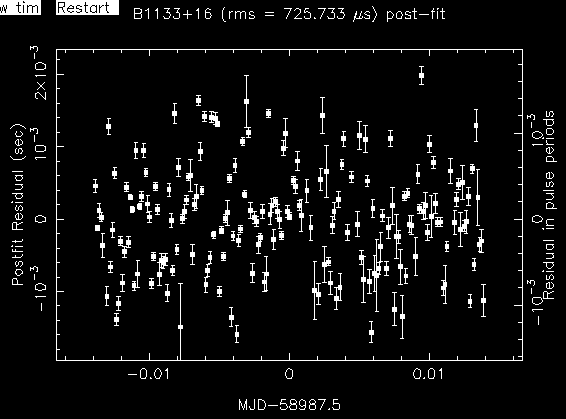 w tim Restart
B1133+16 (rms = 725.733 μs) post-fit
Postfit Residual (sec)
2×10⁻³
10⁻³
0
−10⁻³
10⁻³
0
−10⁻³
Residual in pulse periods
−0.01 0 0.01
MJD−58987.5